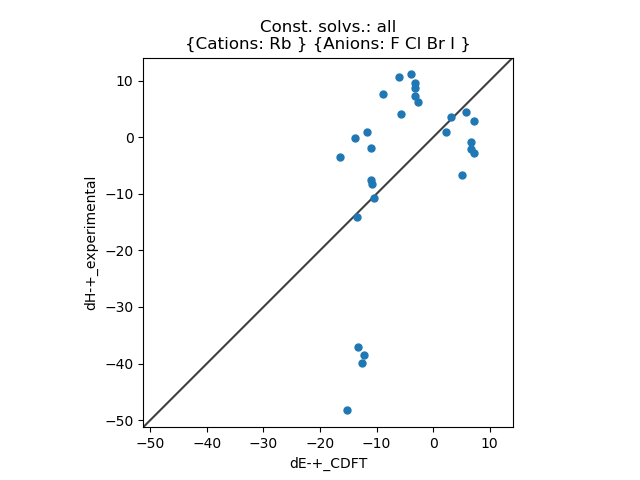 Const. solvs.: all
{Cations: Rb } {Anions: F Cl Br I }
10
0
−10
−20
−30
−40
−50
dH-+_experimental
−50 −40 −30 −20 −10 0 10
dE-+_CDFT